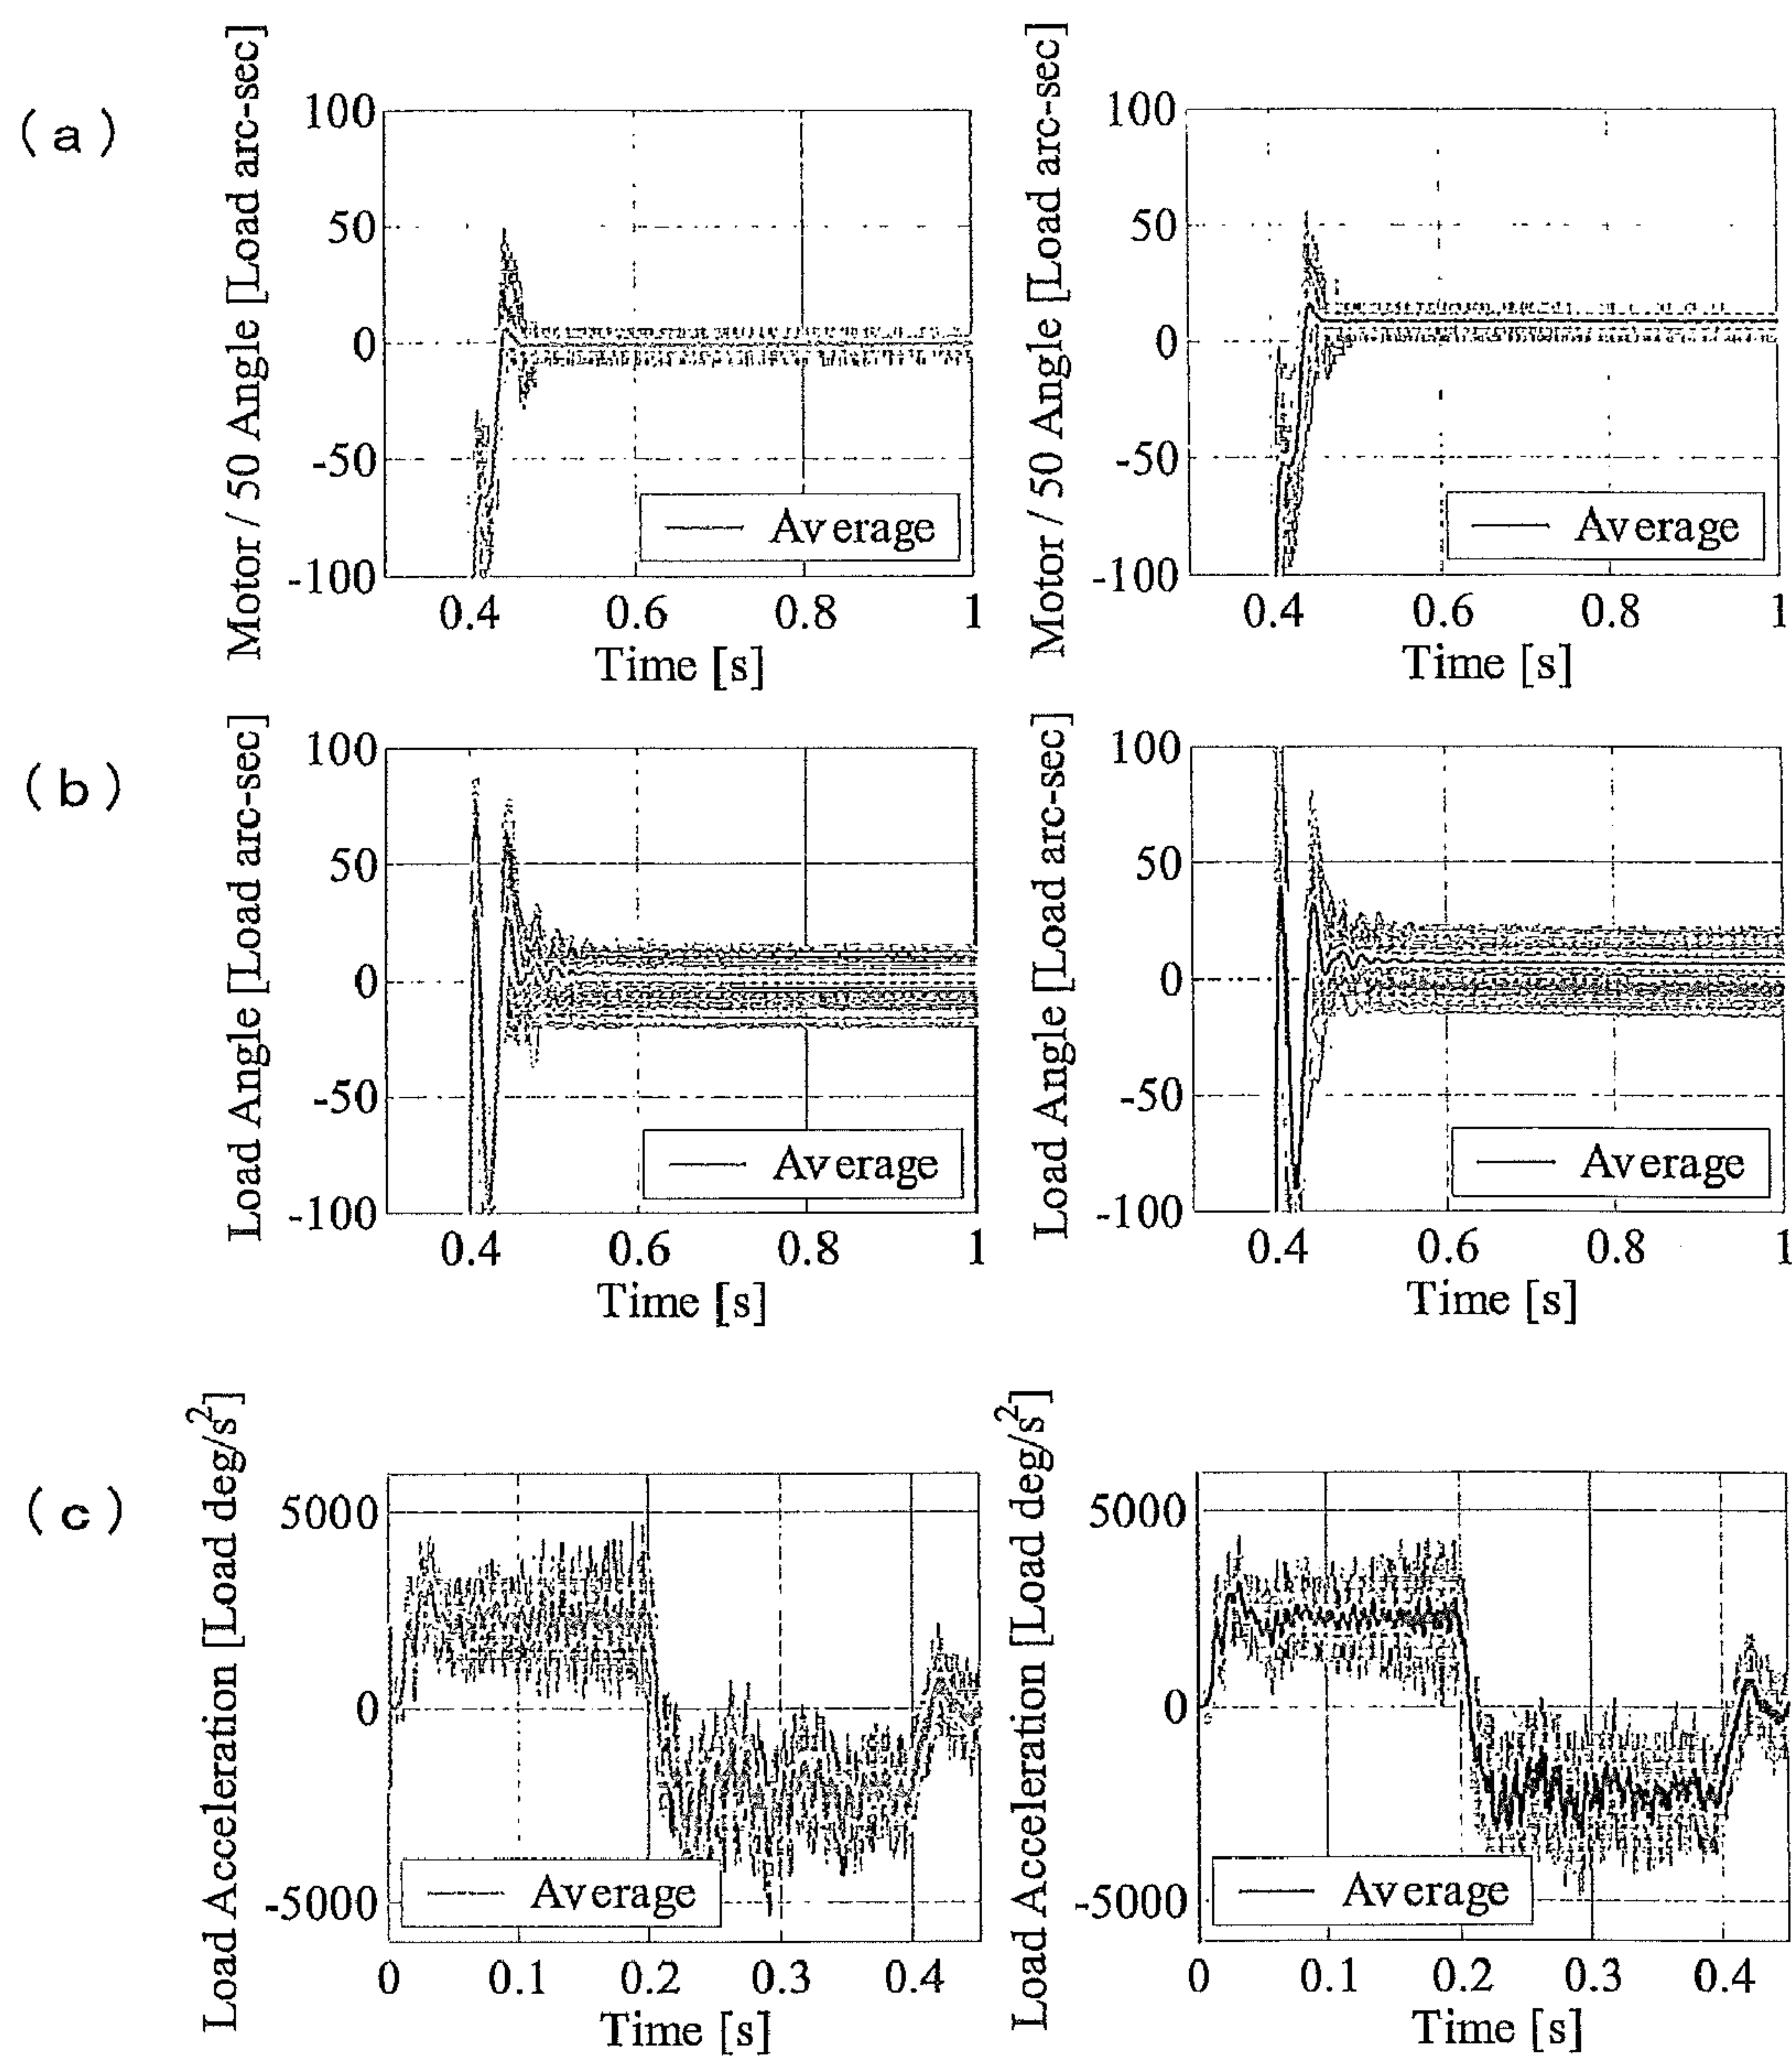 (a)
Motor / 50 Angle [Load arc-sec]
100
50
0
-50
-100
Average
0.4 0.6 0.8 1
Time [s]
Motor / 50 Angle [Load arc-sec]
100
50
0
-50
-100
Average
0.4 0.6 0.8 1
Time [s]
(b)
Load Angle [Load arc-sec]
100
50
0
-50
-100
Average
0.4 0.6 0.8 1
Time [s]
Load Angle [Load arc-sec]
100
50
0
-50
-100
Average
0.4 0.6 0.8 1
Time [s]
(c)
Load Acceleration [Load deg/s²]
5000
0
-5000
Average
0 0.1 0.2 0.3 0.4
Time [s]
Load Acceleration [Load deg/s²]
5000
0
-5000
Average
0 0.1 0.2 0.3 0.4
Time [s]